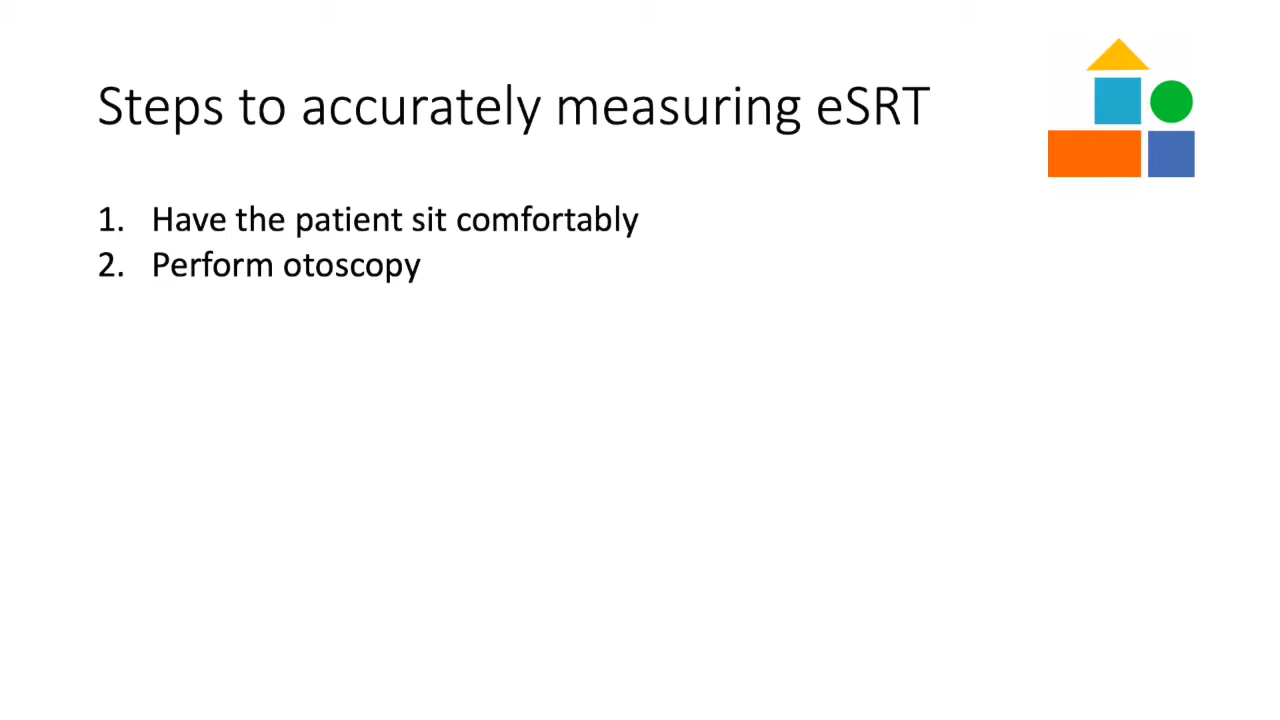 Steps to accurately measuring eSRT
1. Have the patient sit comfortably
2. Perform otoscopy